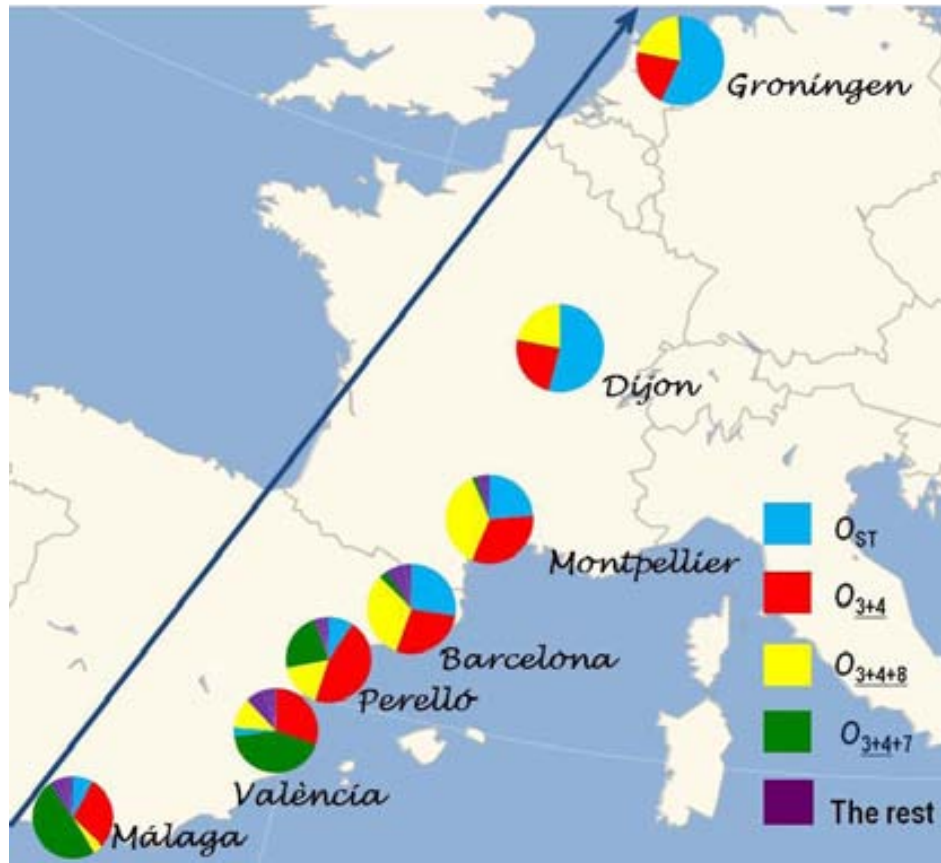 Groningen
Dijon
Montpellier
Barcelona
Perelló
València
Málaga
O_ST
O_3+4
O_3+4+8
O_3+4+7
The rest